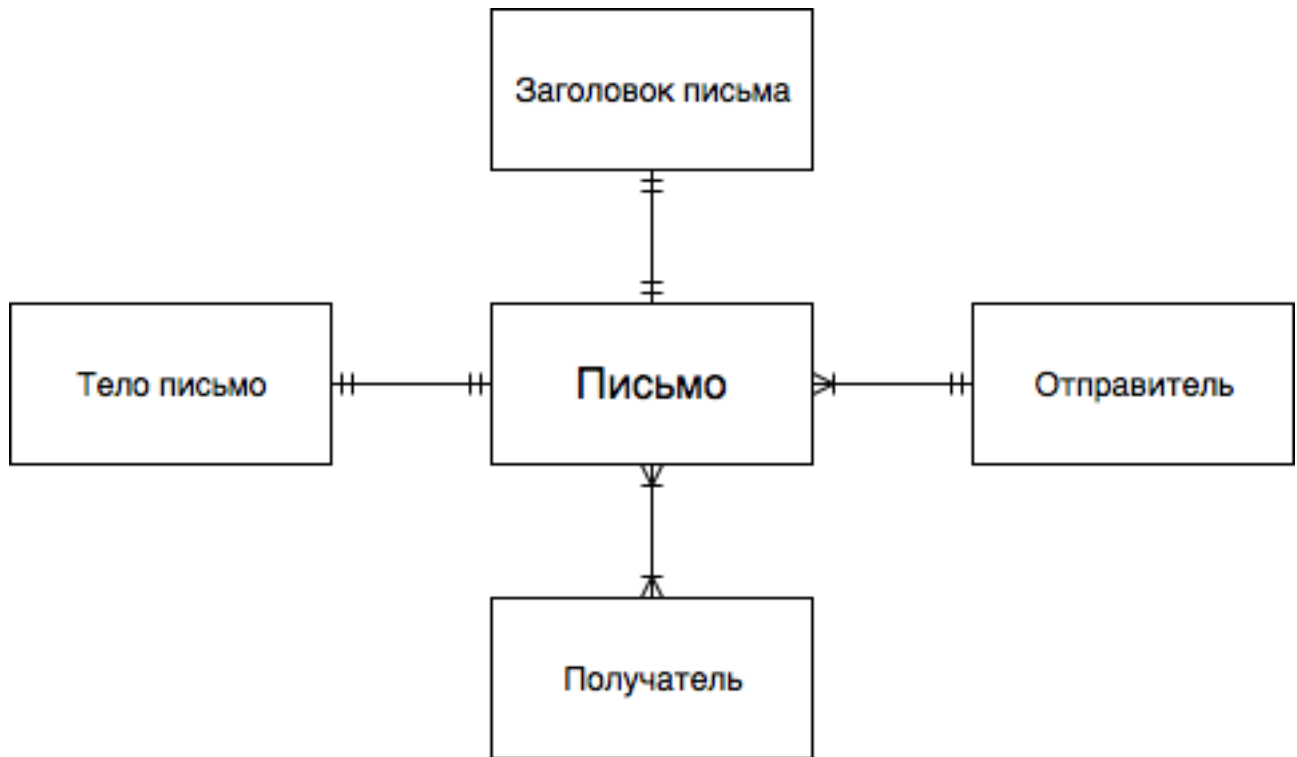 Заголовок письма
Тело письмо
Письмо
Отправитель
Получатель